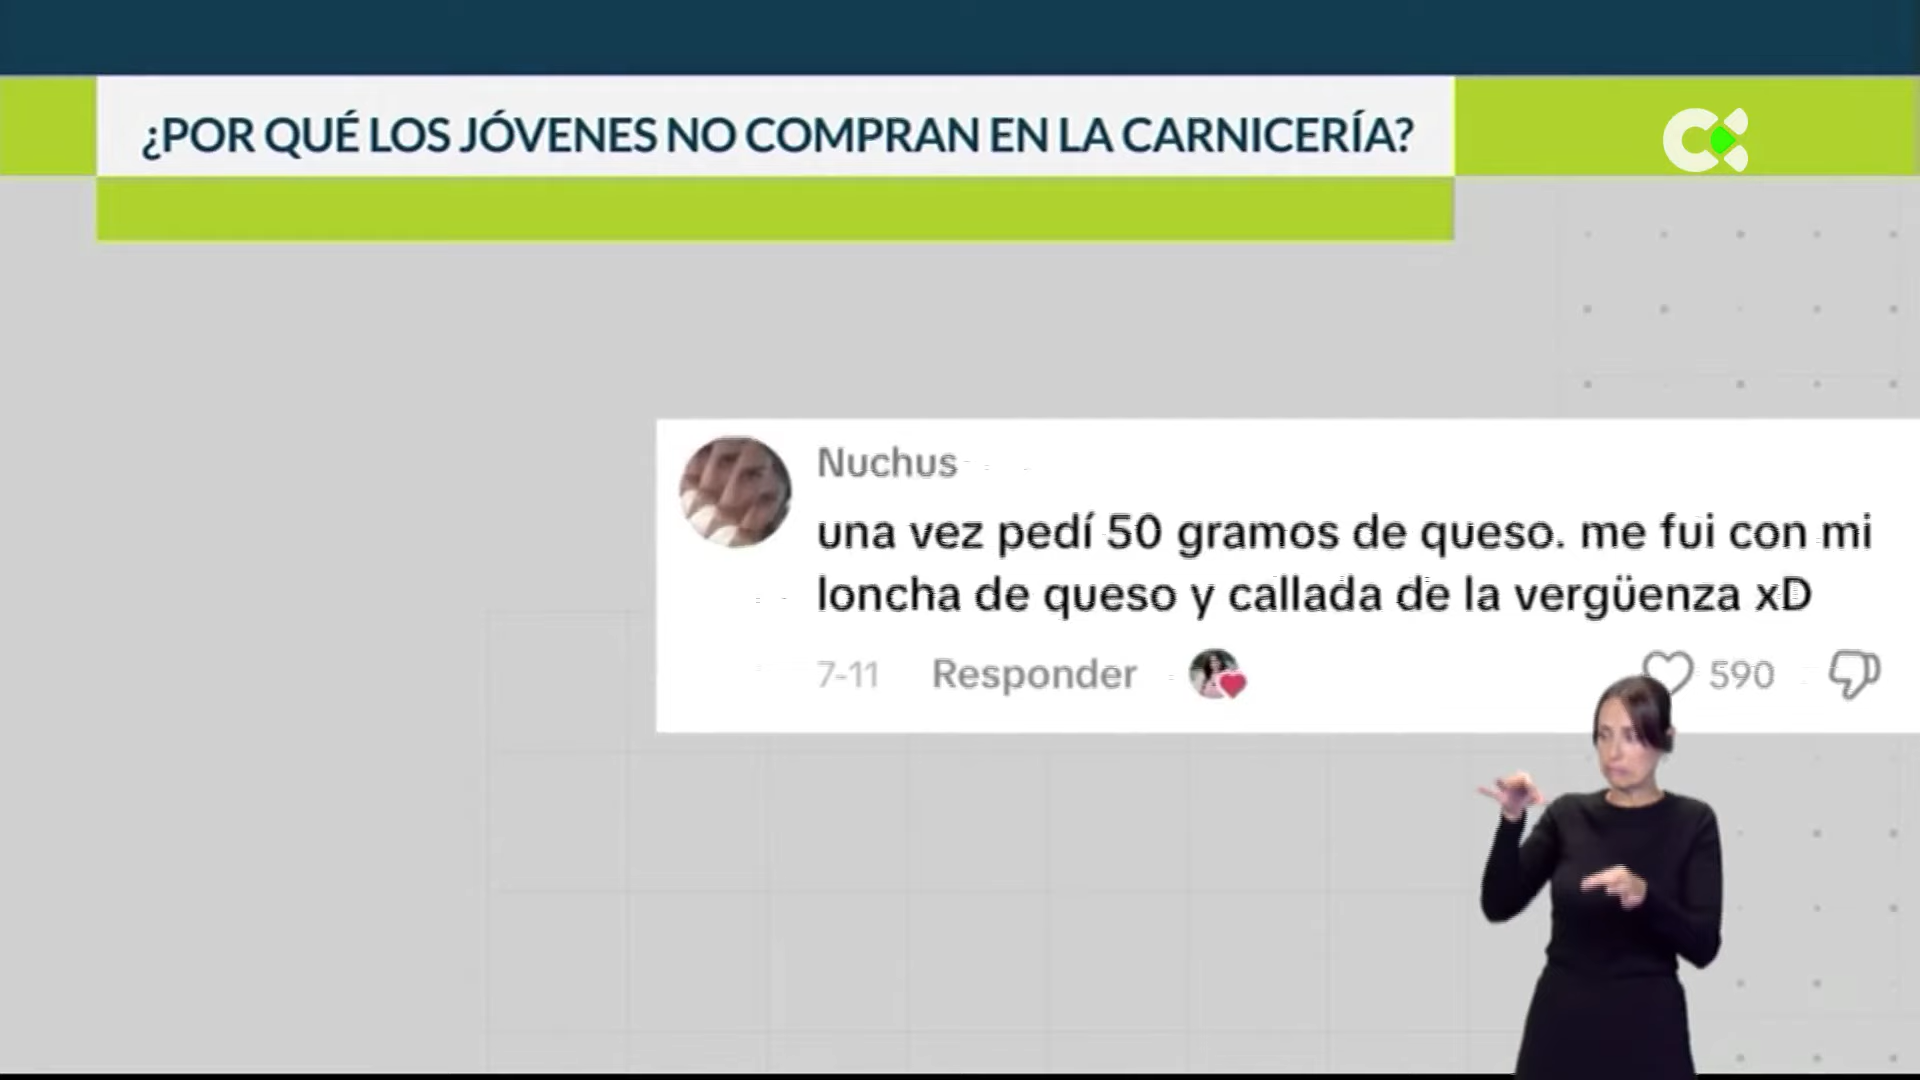 ¿POR QUÉ LOS JÓVENES NO COMPRAN EN LA CARNICERÍA?
Nuchus
una vez pedí 50 gramos de queso. me fui con mi
loncha de queso y callada de la vergüenza xD
7-11 Responder 590